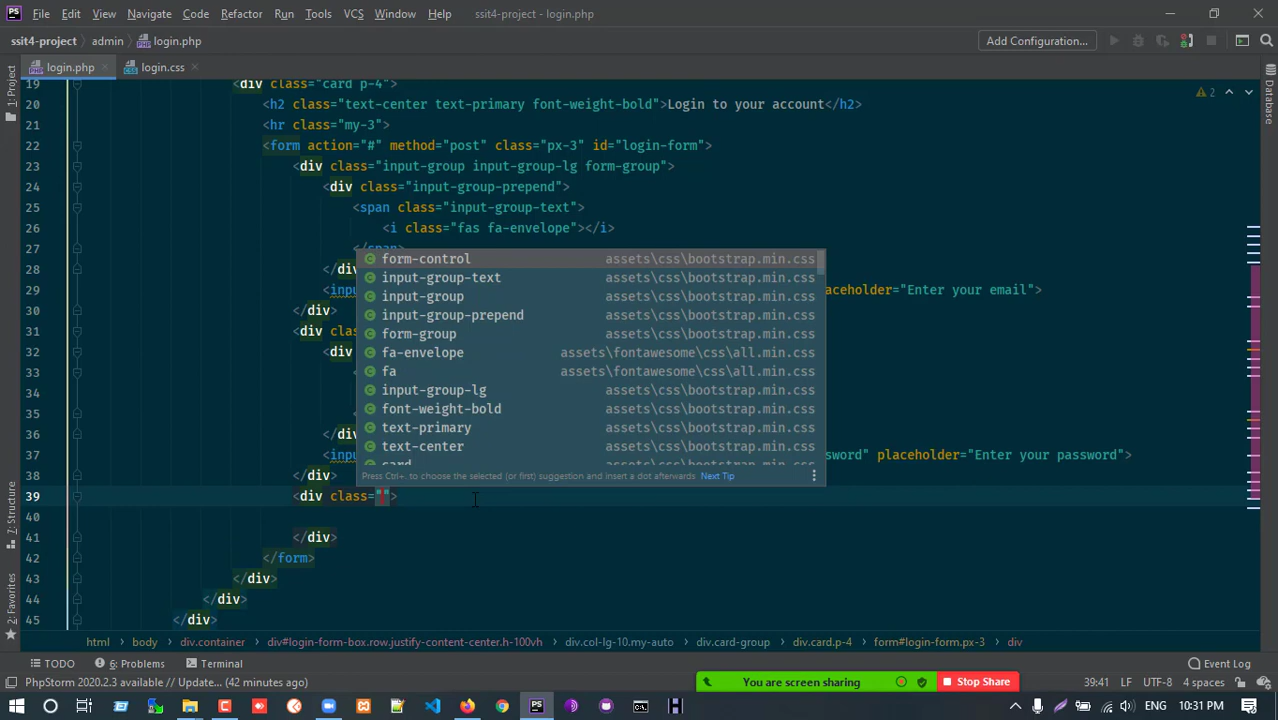 File Edit View Navigate Code Refactor Run Tools VCS Window Help ssit4-project - login.php
ssit4-project admin login.php Add Configuration...
login.php login.css
1: Project
Database
2
19 <div class="card p-4">
20 <h2 class="text-center text-primary font-weight-bold">Login to your account</h2>
21 <hr class="my-3">
22 <form action="#" method="post" class="px-3" id="login-form">
23 <div class="input-group input-group-lg form-group">
24 <div class="input-group-prepend">
25 <span class="input-group-text">
26 <i class="fas fa-envelope"></i>
27 </span>
form-control assets\css\bootstrap.min.css
28 </div
input-group-text assets\css\bootstrap.min.css
29 <inpu aceholder="Enter your email">
input-group assets\css\bootstrap.min.css
30 </div>
input-group-prepend assets\css\bootstrap.min.css
31 <div clas
form-group assets\css\bootstrap.min.css
32 <div
fa-envelope assets\fontawesome\css\all.min.css
33
fa assets\fontawesome\css\all.min.css
34
input-group-lg assets\css\bootstrap.min.css
35
font-weight-bold assets\css\bootstrap.min.css
36 </div
text-primary assets\css\bootstrap.min.css
37 <inpu sword" placeholder="Enter your password">
text-center assets\css\bootstrap.min.css
card
38 </div>
Press Ctrl+. to choose the selected (or first) suggestion and insert a dot afterwards Next Tip
39 <div class="">
40
41 </div>
42 </form>
43 </div>
44 </div>
45 </div>
7: Structure
2: Favorites
html body div.container div#login-form-box.row.justify-content-center.h-100vh div.col-lg-10.my-auto div.card-group div.card.p-4 form#login-form.px-3 div
TODO 6: Problems Terminal Event Log
PhpStorm 2020.2.3 available // Update... (42 minutes ago) You are screen sharing Stop Share 39:41 LF UTF-8 4 spaces
PS ENG 10:31 PM